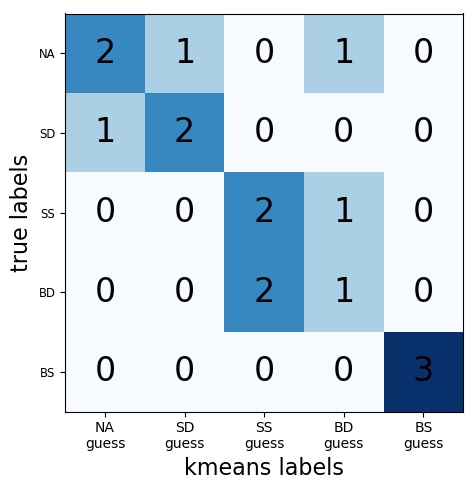 NA 2 1 0 1 0
SD 1 2 0 0 0
SS 0 0 2 1 0
BD 0 0 2 1 0
BS 0 0 0 0 3
NA guess
SD guess
SS guess
BD guess
BS guess
true labels
kmeans labels